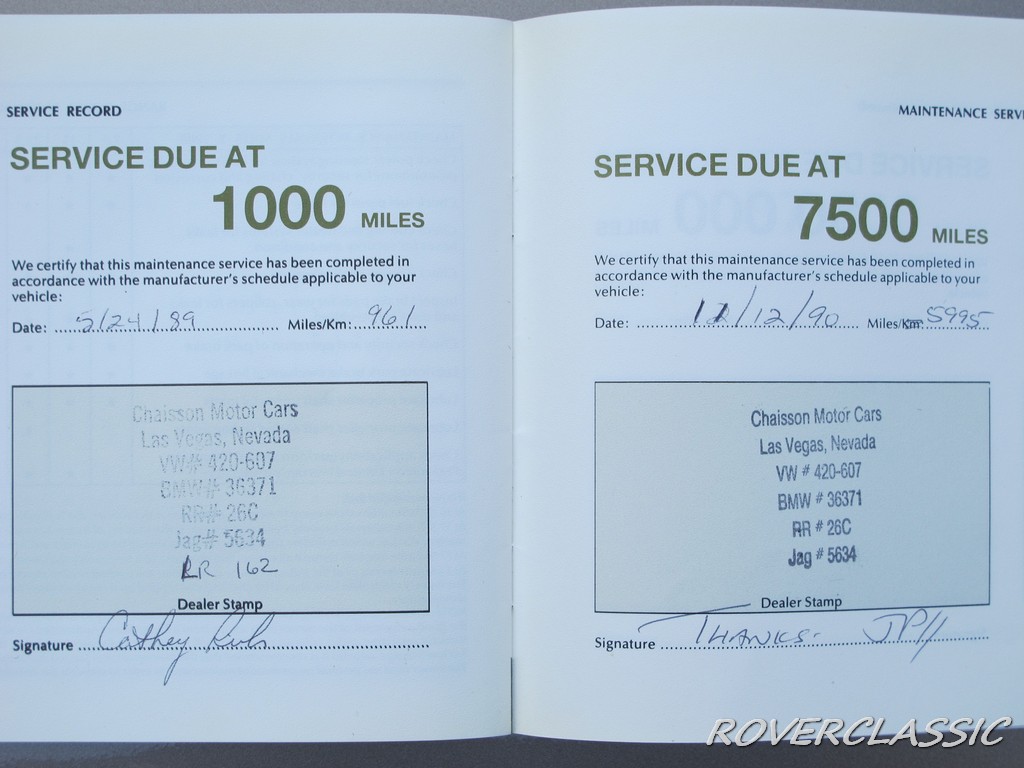 SERVICE RECORD
SERVICE DUE AT
1000 MILES
We certify that this maintenance service has been completed in
accordance with the manufacturer's schedule applicable to your
vehicle:
Date: 5/24/89 Miles/Km: 961
Chaisson Motor Cars
Las Vegas, Nevada
VW# 420-607
BMW# 36371
RR# 26C
Jag# 5634
LR 162
Dealer Stamp
Signature Cathey
MAINTENANCE SERVI
SERVICE DUE AT
7500 MILES
We certify that this maintenance service has been completed in
accordance with the manufacturer's schedule applicable to your
vehicle:
Date: 12/12/90 Miles/Km: 5995
Chaisson Motor Cars
Las Vegas, Nevada
VW # 420-607
BMW # 36371
RR # 26C
Jag # 5634
Dealer Stamp
Signature THANKS- JP//
ROVERCLASSIC